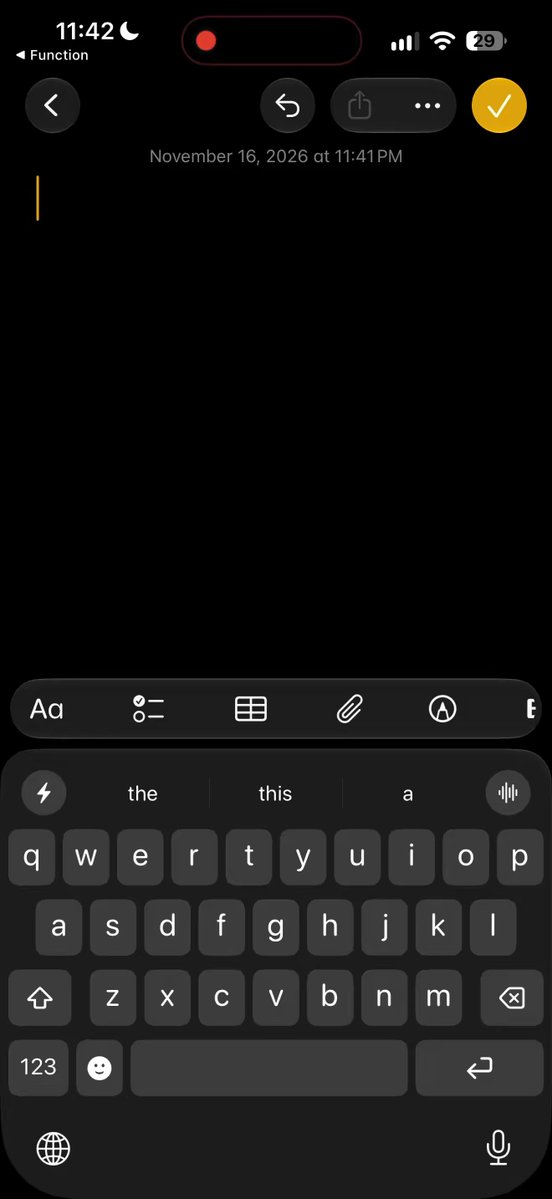 11:42
Function
29
November 16, 2026 at 11:41 PM
Aa
the this a
q w e r t y u i o p
a s d f g h j k l
z x c v b n m
123